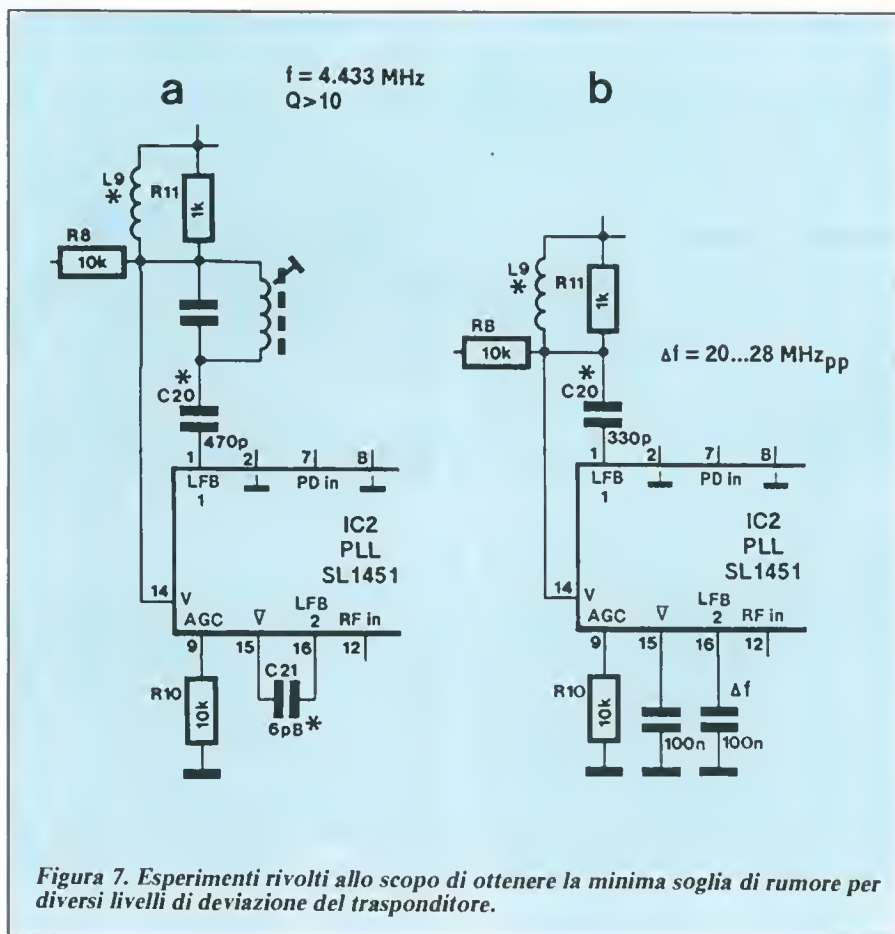 a
f = 4.433 MHz
Q>10
L9
*
R11
1k
R8
10k
*
C20
470p
1
2
7
8
LFB
1
PD in
IC2
PLL
SL1451
14
V
AGC
∇
LFB
2
RF in
9
15
16
12
R10
10k
C21
6p8*
b
L9
*
R11
1k
R8
10k
Δf = 20...28 MHzpp
*
C20
330p
1
2
7
8
LFB
1
PD in
IC2
PLL
SL1451
14
V
AGC
∇
LFB
2
RF in
9
15
16
12
R10
10k
Δf
100n
100n
Figura 7. Esperimenti rivolti allo scopo di ottenere la minima soglia di rumore per
diversi livelli di deviazione del trasponditore.